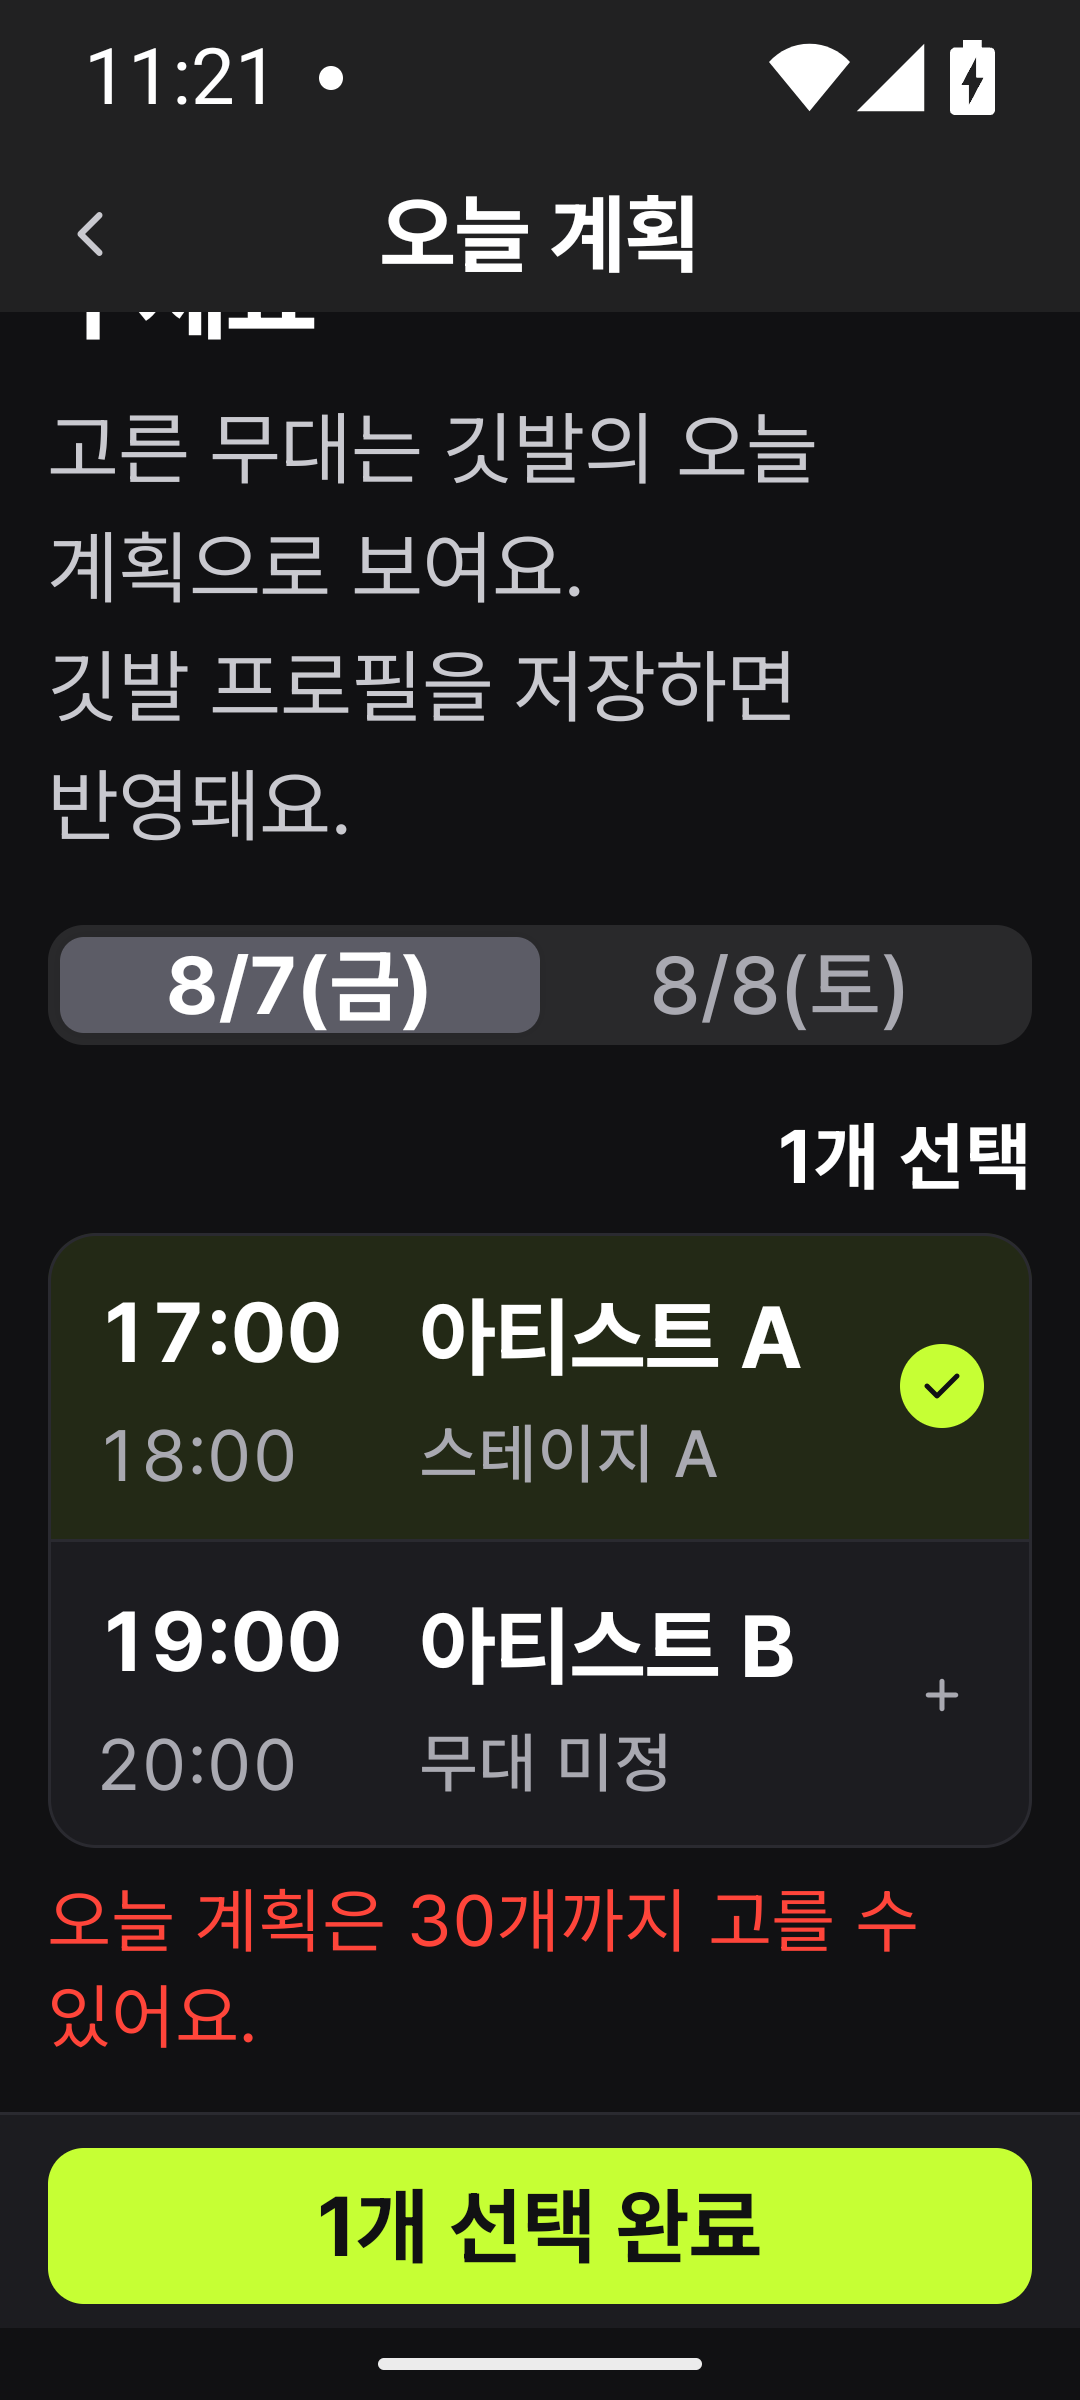 11:21
오늘 계획
고른 무대는 깃발의 오늘
계획으로 보여요.
깃발 프로필을 저장하면
반영돼요.
8/7(금)
8/8(토)
1개 선택
17:00
아티스트 A
18:00
스테이지 A
19:00
아티스트 B
20:00
무대 미정
오늘 계획은 30개까지 고를 수
있어요.
1개 선택 완료